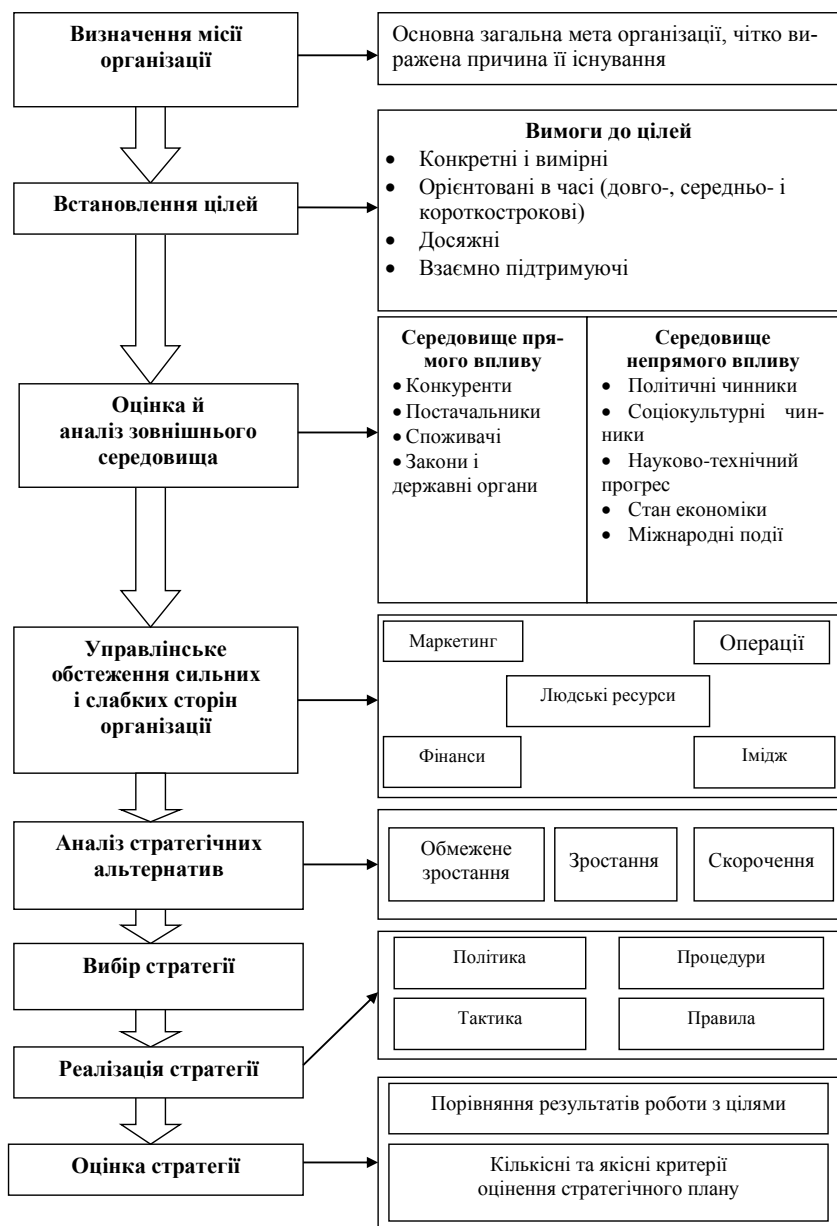 Визначення місії
організації
Основна загальна мета організації, чітко ви-
ражена причина її існування
Вимоги до цілей
• Конкретні і вимірні
• Орієнтовані в часі (довго-, середньо- і
короткострокові)
• Досяжні
• Взаємно підтримуючі
Встановлення цілей
Середовище пря-
мого впливу
• Конкуренти
• Постачальники
• Споживачі
• Закони і
державні органи
Середовище
непрямого впливу
• Політичні чинники
• Соціокультурні чин-
ники
• Науково-технічний
прогрес
• Стан економіки
• Міжнародні події
Оцінка й
аналіз зовнішнього
середовища
Управлінське
обстеження сильних
і слабких сторін
організації
Маркетинг
Операції
Людські ресурси
Фінанси
Імідж
Аналіз стратегічних
альтернатив
Обмежене
зростання
Зростання
Скорочення
Вибір стратегії
Політика
Процедури
Тактика
Правила
Реалізація стратегії
Порівняння результатів роботи з цілями
Оцінка стратегії
Кількісні та якісні критерії
оцінення стратегічного плану